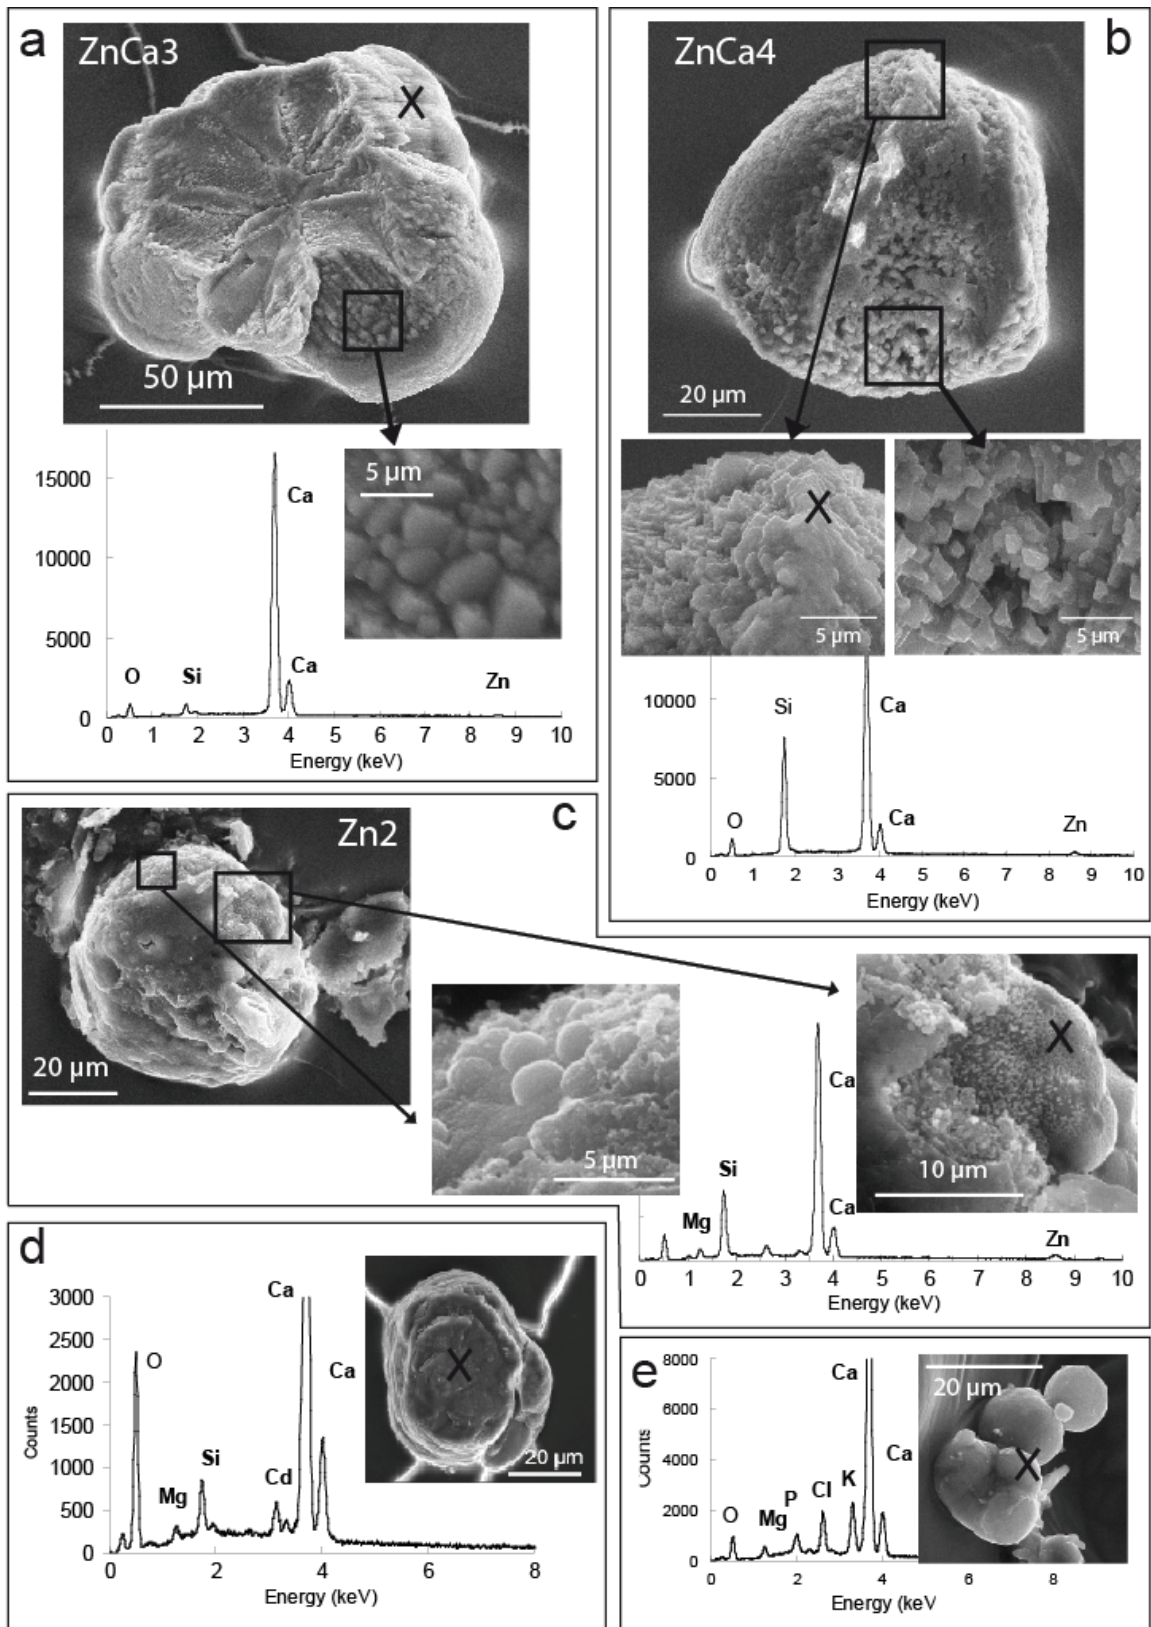 a
ZnCa3
50 µm
5 µm
15000
10000
5000
0
O
Si
Ca
Ca
Zn
0 1 2 3 4 5 6 7 8 9 10
Energy (keV)
b
ZnCa4
20 µm
5 µm
5 µm
10000
5000
0
O
Si
Ca
Ca
Zn
0 1 2 3 4 5 6 7 8 9 10
Energy (keV)
c
Zn2
20 µm
5 µm
10 µm
Mg
Si
Ca
Ca
Zn
0 1 2 3 4 5 6 7 8 9 10
Energy (keV)
d
3000
2500
2000
1500
1000
500
0
Counts
O
Mg
Si
Cd
Ca
Ca
20 µm
0 2 4 6 8
Energy (keV)
e
8000
6000
4000
2000
0
Counts
O
Mg
P
Cl
K
Ca
Ca
20 µm
0 2 4 6 8
Energy (keV